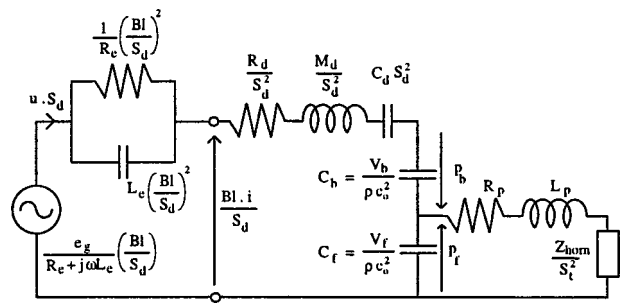 1/R_e (Bl/S_d)^2
u . S_d
R_d/S_d^2
M_d/S_d^2
C_d S_d^2
L_e (Bl/S_d)^2
Bl . i/S_d
C_b = V_b/ρ c_o^2
p_b
R_p
L_p
C_f = V_f/ρ c_o^2
p_f
Z_horn/S_t^2
e_g/R_e + jωL_e (Bl/S_d)